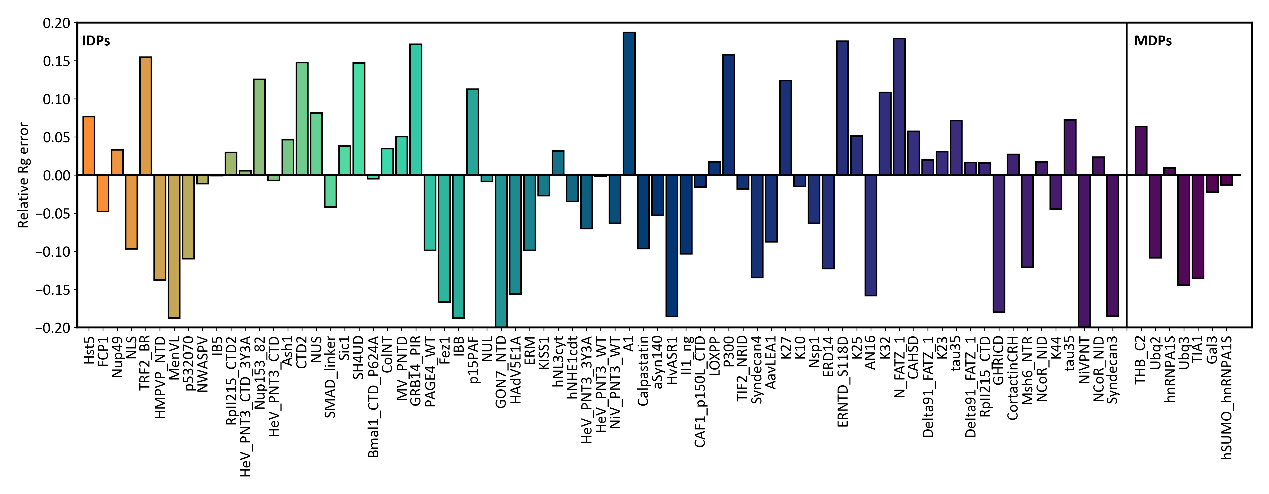 IDPs
MDPs
Relative Rg error
0.20
0.15
0.10
0.05
0.00
−0.05
−0.10
−0.15
−0.20
Hst5
FCP1
Nup49
NLS
TRF2_BR
HMPVP_NTD
MenVL
p532070
NWASPV
IB5
RpII215_CTD2
HeV_PNT3_CTD_3Y3A
Nup153_82
HeV_PNT3_CTD
Ash1
CTD2
NUS
SMAD_linker
Sic1
SH4UD
Bmal1_CTD_P624A
ColNT
MV_PNTD
GRB14_PIR
PAGE4_WT
Fez1
IBB
p15PAF
NUL
GON7_NTD
HAdV5E1A
ERM
KISS1
hNL3cyt
hNHE1cdt
HeV_PNT3_3Y3A
HeV_PNT3_WT
NiV_PNT3_WT
A1
Calpastatin
aSyn140
HvASR1
II1_ng
CAF1_p150L_CTD
LOXPP
P300
TIF2_NRID
Syndecan4
AavLEA1
K27
K10
Nsp1
ERD14
ERNTD_S118D
K25
AN16
K32
N_FATZ_1
CAHSD
Delta91_FATZ_1
K23
tau35
Delta91_FATZ_1
RpII215_CTD
GHRICD
CortactinCRH
Msh6_NTR
NCoR_NID
K44
tau35
NiVPNT
NCoR_NID
Syndecan3
THB_C2
Ubq2
hnRNPA1S
Ubq3
TIA1
Gal3
hSUMO_hnRNPA1S